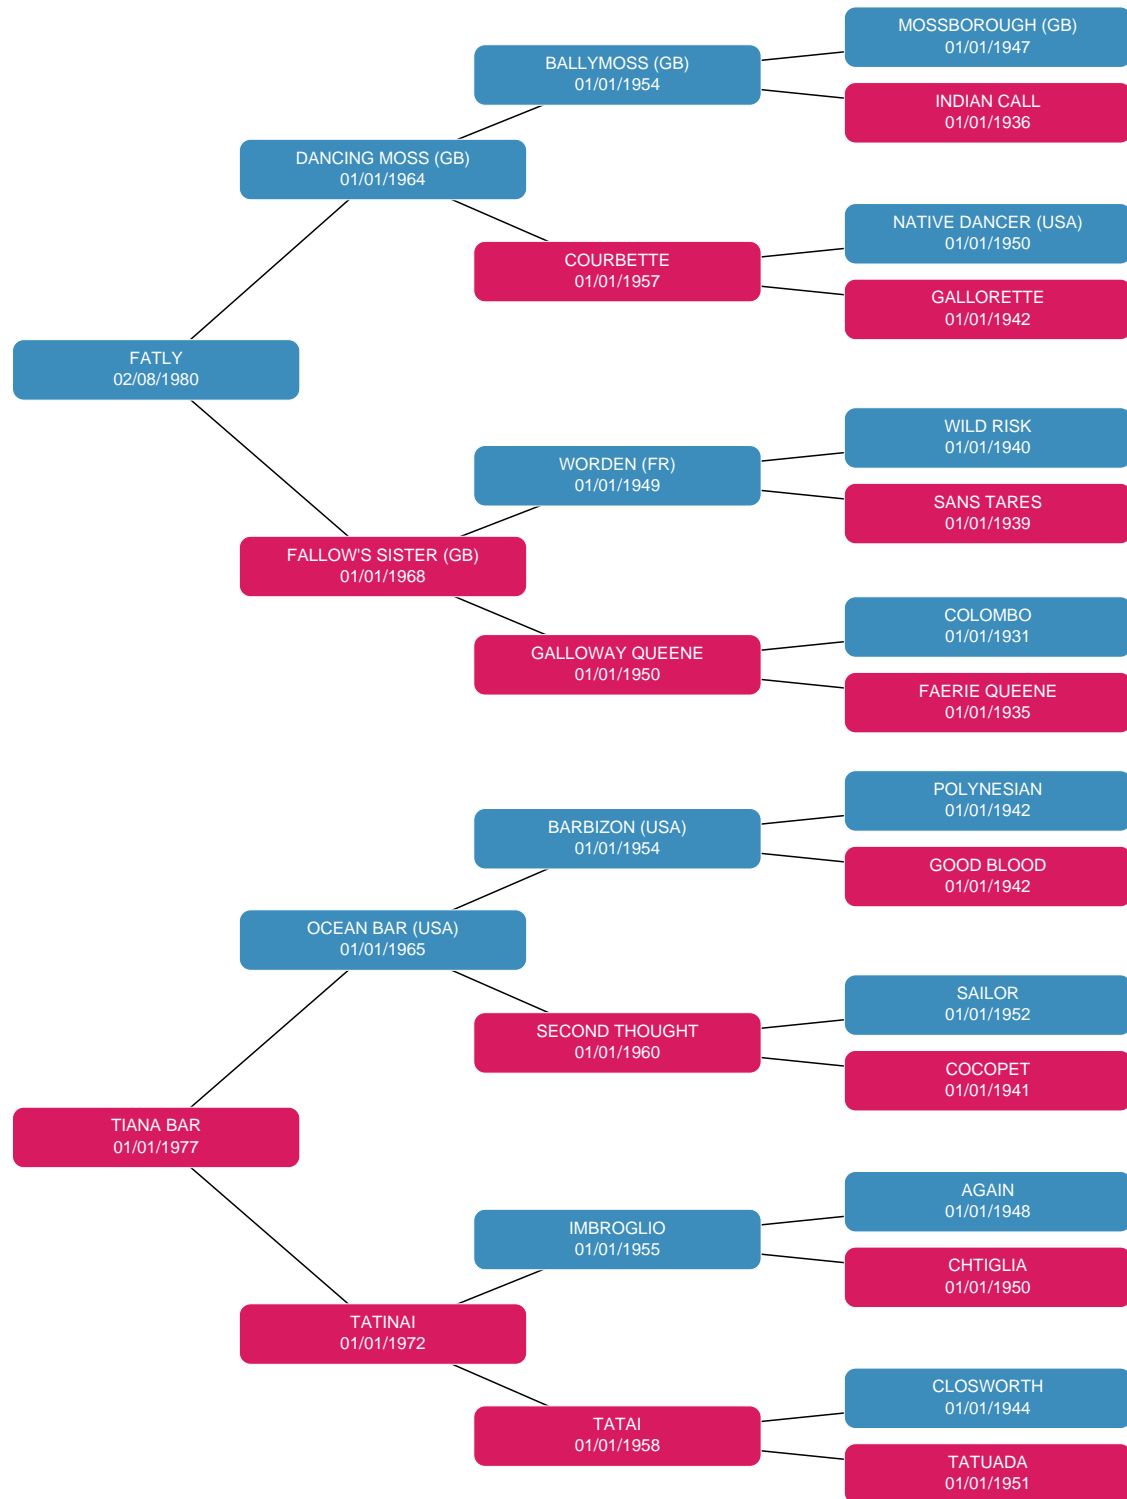 MOSSBOROUGH (GB)
01/01/1947
BALLYMOSS (GB)
01/01/1954
INDIAN CALL
01/01/1936
DANCING MOSS (GB)
01/01/1964
NATIVE DANCER (USA)
01/01/1950
COURBETTE
01/01/1957
GALLORETTE
01/01/1942
FATLY
02/08/1980
WILD RISK
01/01/1940
WORDEN (FR)
01/01/1949
SANS TARES
01/01/1939
FALLOW'S SISTER (GB)
01/01/1968
COLOMBO
01/01/1931
GALLOWAY QUEENE
01/01/1950
FAERIE QUEENE
01/01/1935
POLYNESIAN
01/01/1942
BARBIZON (USA)
01/01/1954
GOOD BLOOD
01/01/1942
OCEAN BAR (USA)
01/01/1965
SAILOR
01/01/1952
SECOND THOUGHT
01/01/1960
COCOPET
01/01/1941
TIANA BAR
01/01/1977
AGAIN
01/01/1948
IMBROGLIO
01/01/1955
CHTIGLIA
01/01/1950
TATINAI
01/01/1972
CLOSWORTH
01/01/1944
TATAI
01/01/1958
TATUADA
01/01/1951